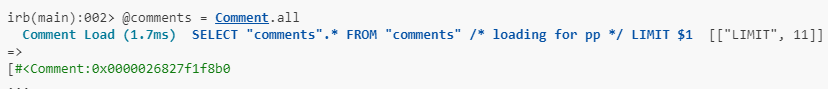 irb(main):002> @comments = Comment.all
Comment Load (1.7ms)  SELECT "comments".* FROM "comments" /* loading for pp */ LIMIT $1  [["LIMIT", 11]]
=>
[#<Comment:0x0000026827f1f8b0
...